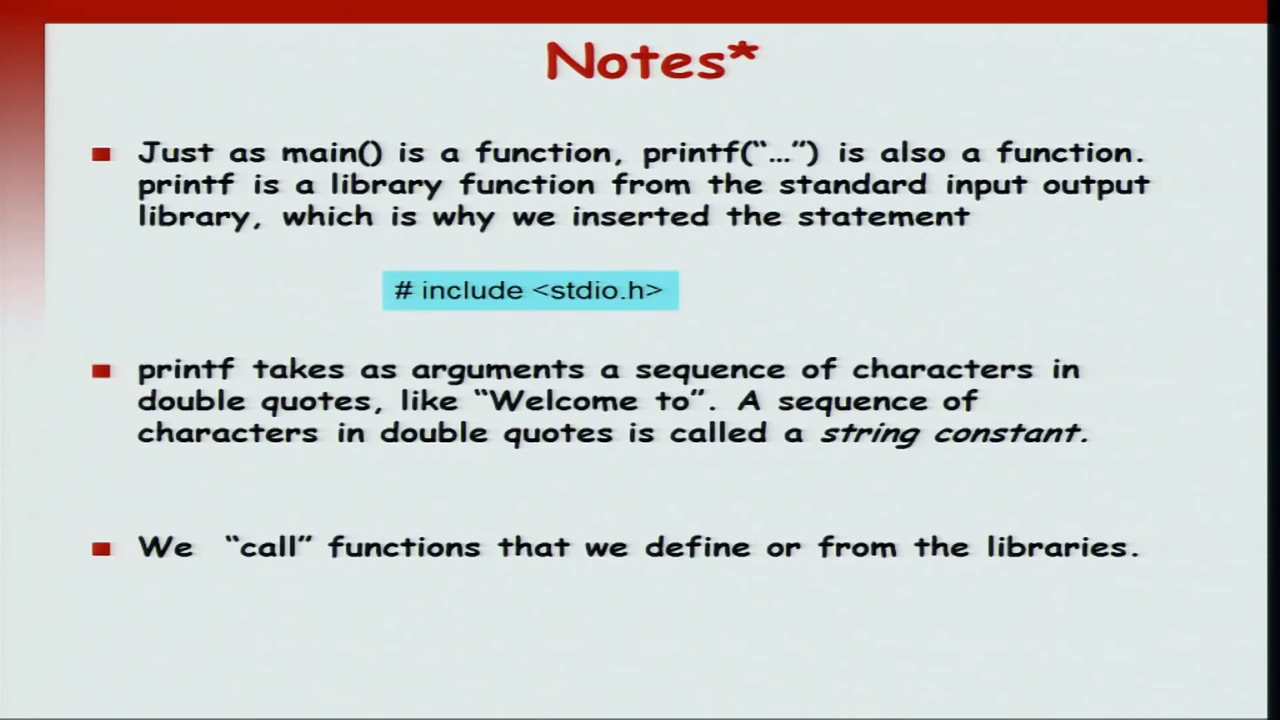 Notes*
Just as main() is a function, printf(“...”) is also a function.
printf is a library function from the standard input output
library, which is why we inserted the statement
# include <stdio.h>
printf takes as arguments a sequence of characters in
double quotes, like “Welcome to”. A sequence of
characters in double quotes is called a string constant.
We “call” functions that we define or from the libraries.